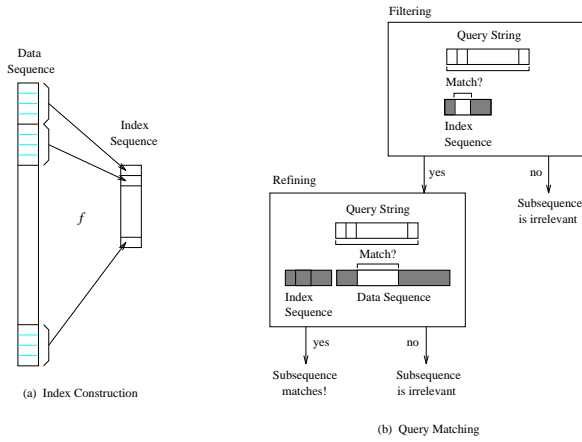 Data
Sequence
Index
Sequence
f
(a) Index Construction
Filtering
Query String
Match?
Index
Sequence
yes
no
Subsequence
is irrelevant
Refining
Query String
Match?
Index
Sequence
Data Sequence
yes
no
Subsequence
matches!
Subsequence
is irrelevant
(b) Query Matching